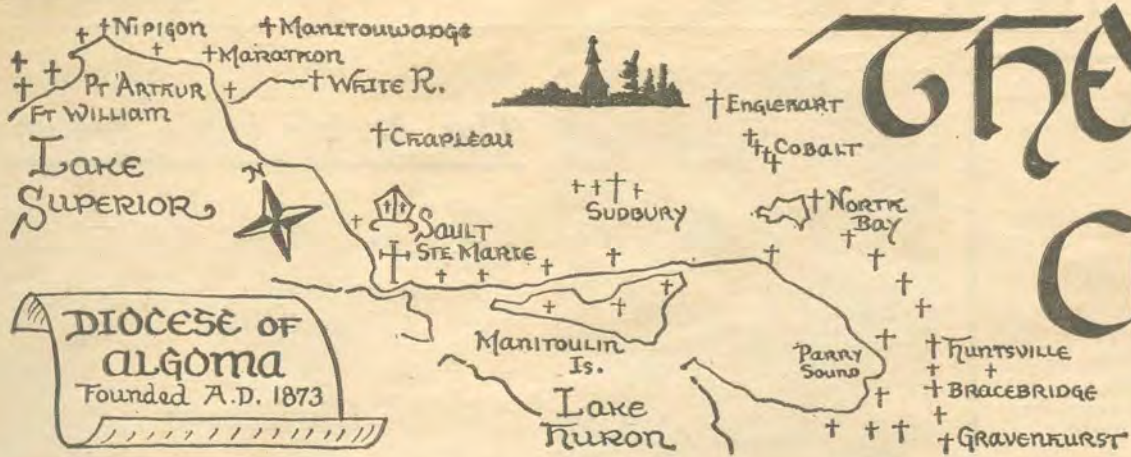 THE
C
NIPIGON
MANITOUWADGE
MARATHON
WHITE R.
PT ARTHUR
FT WILLIAM
LAKE
SUPERIOR
N
CHAPLEAU
ENGLEHART
COBALT
SUDBURY
NORTH
BAY
SAULT
STE MARIE
MANITOULIN
IS.
LAKE
HURON
PARRY
SOUND
HUNTSVILLE
BRACEBRIDGE
GRAVENHURST
DIOCESE OF
ALGOMA
Founded A.D. 1873